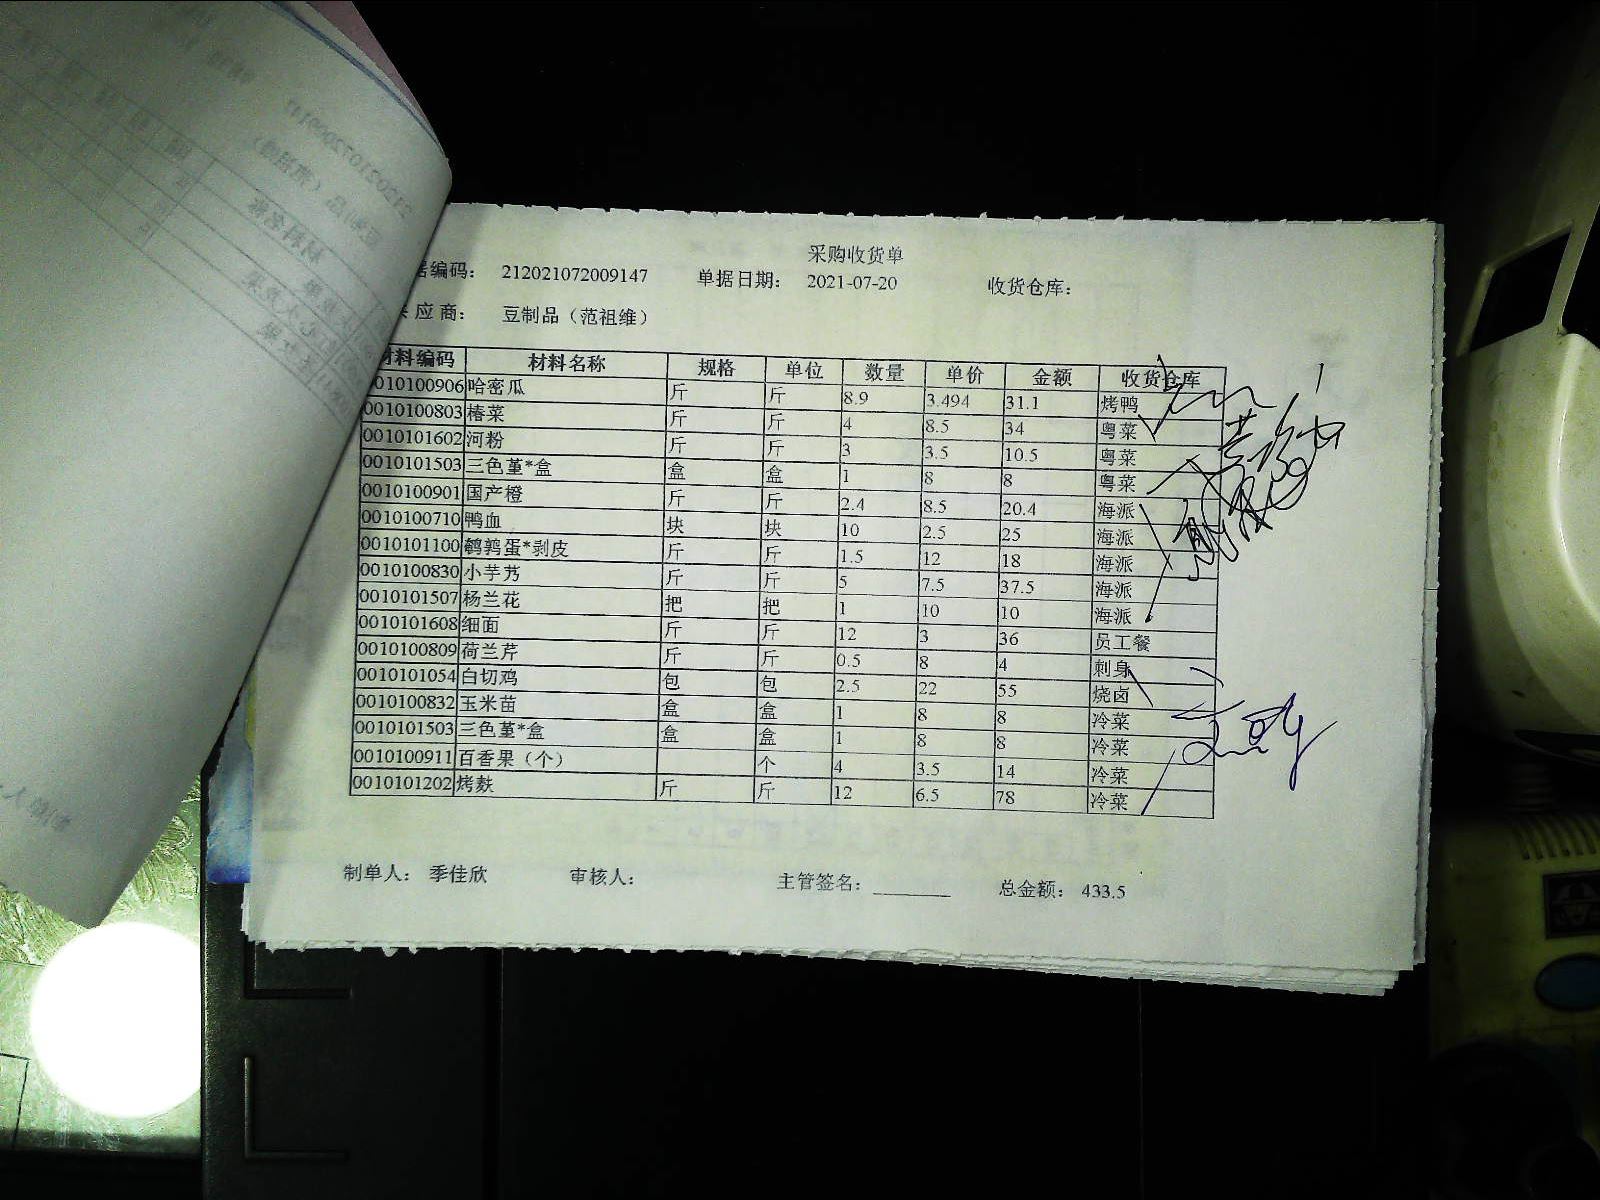 采购收货单
编码： 212021072009147 单据日期： 2021-07-20 收货仓库：
应商： 豆制品（范祖维）
材料编码 材料名称 规格 单位 数量 单价 金额 收货仓库
010100906 哈密瓜 斤 斤 8.9 3.494 31.1 烤鸭
0010100803 椿菜 斤 斤 4 8.5 34 粤菜
0010101602 河粉 斤 斤 3 3.5 10.5 粤菜
0010101503 三色堇*盒 盒 盒 1 8 8 粤菜
0010100901 国产橙 斤 斤 2.4 8.5 20.4 海派
0010100710 鸭血 块 块 10 2.5 25 海派
0010101100 鹌鹑蛋*剥皮 斤 斤 1.5 12 18 海派
0010100830 小芋艿 斤 斤 5 7.5 37.5 海派
0010101507 杨兰花 把 把 1 10 10 海派
0010101608 细面 斤 斤 12 3 36 员工餐
0010100809 荷兰芹 斤 斤 0.5 8 4 刺身
0010101054 白切鸡 包 包 2.5 22 55 烧卤
0010100832 玉米苗 盒 盒 1 8 8 冷菜
0010101503 三色堇*盒 盒 盒 1 8 8 冷菜
0010100911 百香果（个） 个 4 3.5 14 冷菜
0010101202 烤麸 斤 斤 12 6.5 78 冷菜
制单人： 季佳欣 审核人： 主管签名： 总金额： 433.5